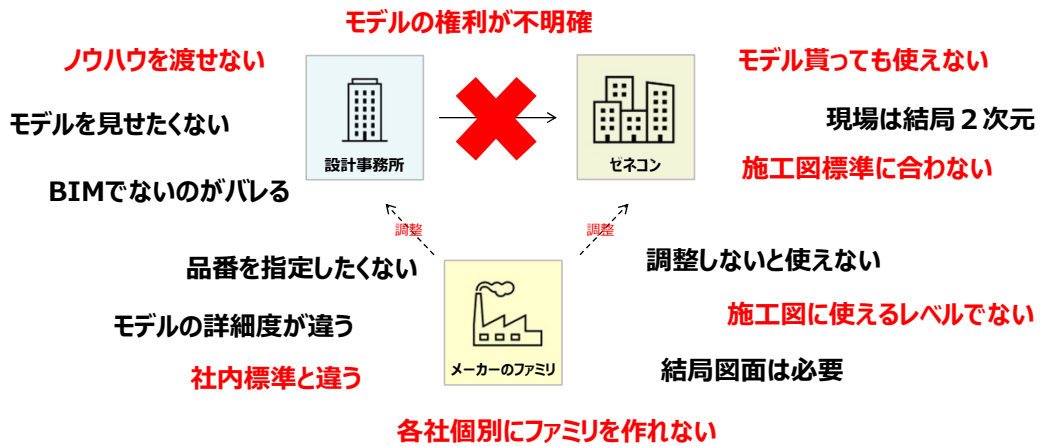 モデルの権利が不明確
ノウハウを渡せない
モデル貰っても使えない
モデルを見せたくない
現場は結局２次元
設計事務所
ゼネコン
施工図標準に合わない
BIMでないのがバレる
調整
調整
品番を指定したくない
調整しないと使えない
モデルの詳細度が違う
施工図に使えるレベルでない
社内標準と違う
メーカーのファミリ
結局図面は必要
各社個別にファミリを作れない